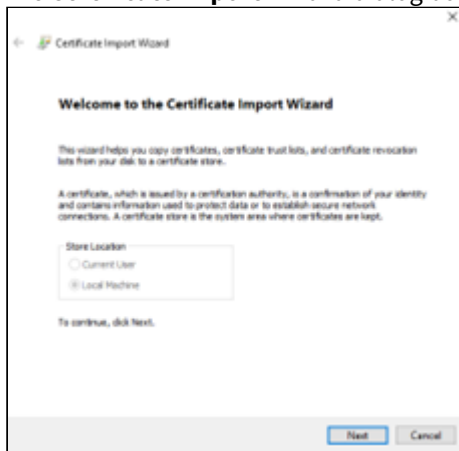 Certificate Import Wizard
Welcome to the Certificate Import Wizard
This wizard helps you copy certificates, certificate trust lists, and certificate revocation
lists from your disk to a certificate store.
A certificate, which is issued by a certification authority, is a confirmation of your identity
and contains information used to protect data or to establish secure network
connections. A certificate store is the system area where certificates are kept.
Store Location
Current User
Local Machine
To continue, click Next.
Next Cancel